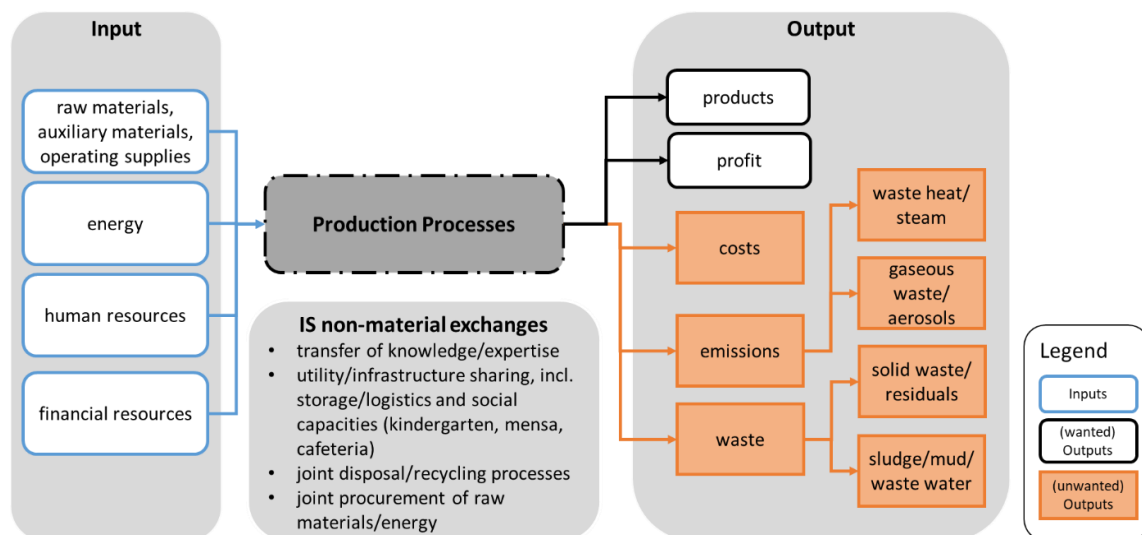 Input
raw materials,
auxiliary materials,
operating supplies
energy
human resources
financial resources
Production Processes
IS non-material exchanges
• transfer of knowledge/expertise
• utility/infrastructure sharing, incl.
storage/logistics and social
capacities (kindergarten, mensa,
cafeteria)
• joint disposal/recycling processes
• joint procurement of raw
materials/energy
Output
products
profit
costs
emissions
waste
waste heat/
steam
gaseous
waste/
aerosols
solid waste/
residuals
sludge/mud/
waste water
Legend
Inputs
(wanted)
Outputs
(unwanted)
Outputs